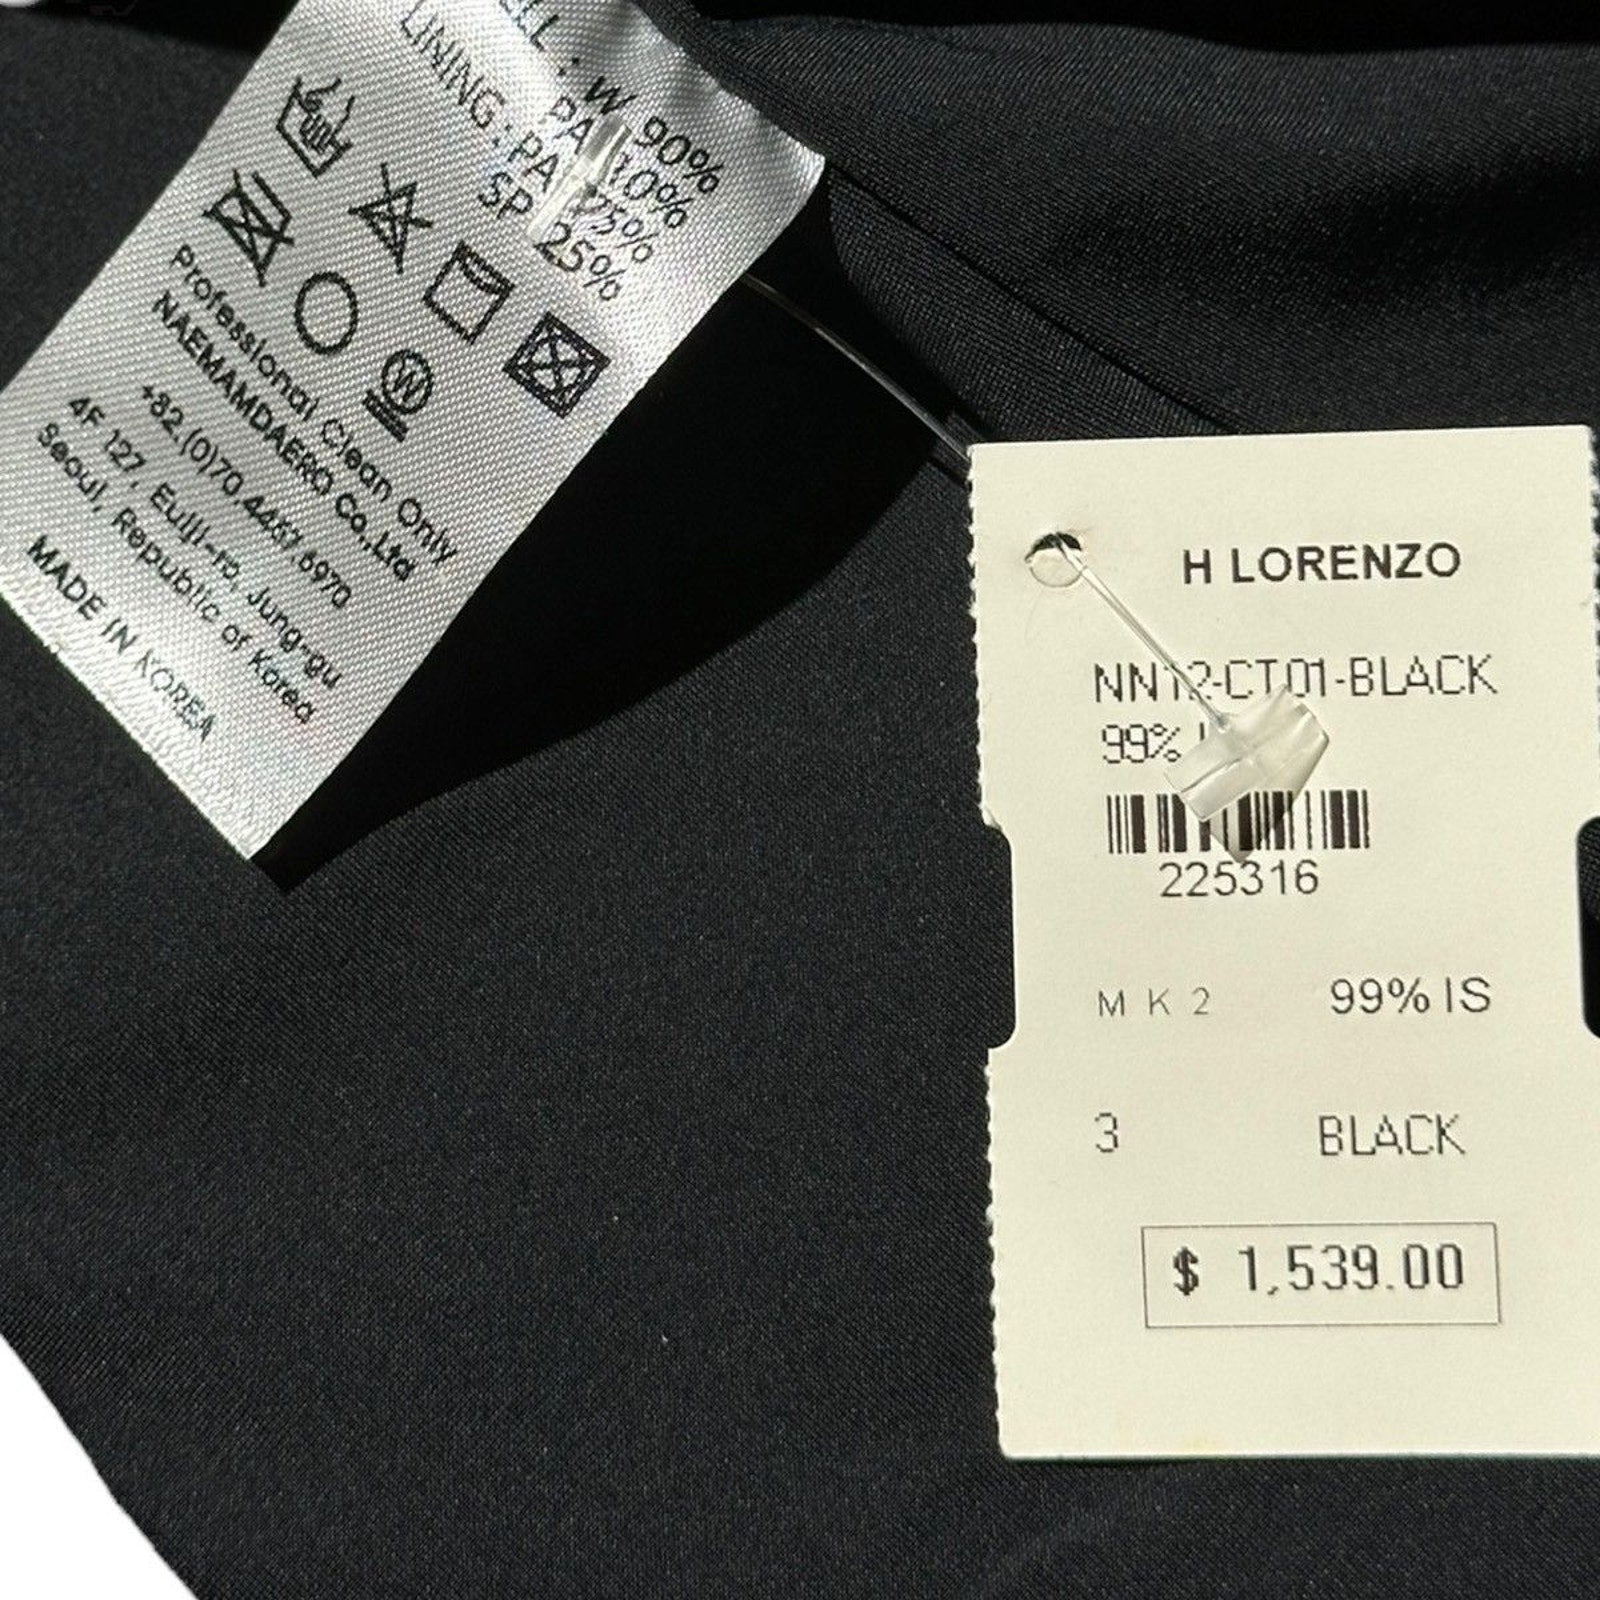 : W 90%
PA 10%
LINING : PA 75%
SP 25%
W
Professional Clean Only
NAEMAMDAERO Co.,Ltd
+82.(0)70.4457.6970
4F 127, Eulji-ro, Jung-gu
Seoul, Republic of Korea
MADE IN KOREA
H LORENZO
NN12-CT01-BLACK
99%
225316
M K 2 99% IS
3 BLACK
$ 1,539.00